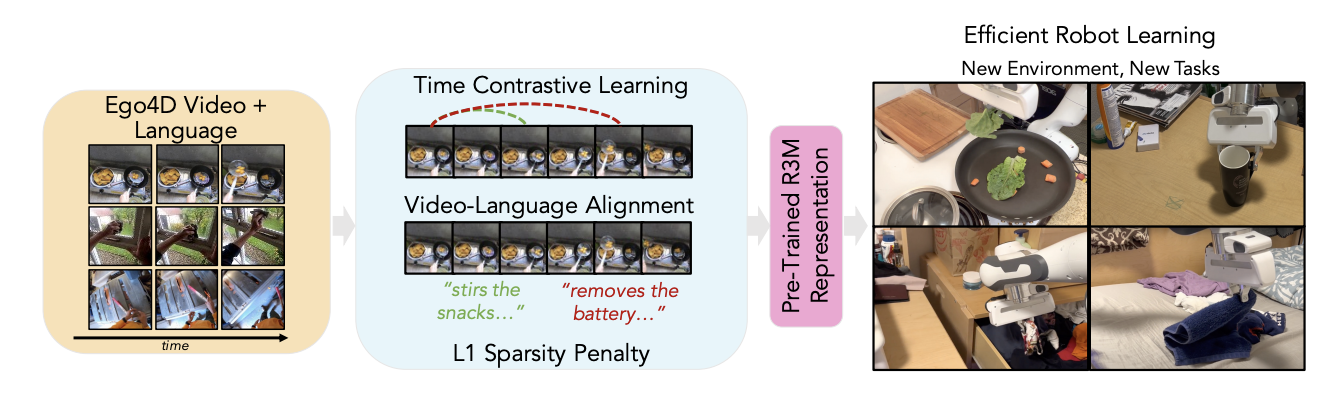 Ego4D Video +
Language
time
Time Contrastive Learning
Video-Language Alignment
“stirs the
snacks…”
“removes the
battery…”
L1 Sparsity Penalty
Pre-Trained R3M
Representation
Efficient Robot Learning
New Environment, New Tasks